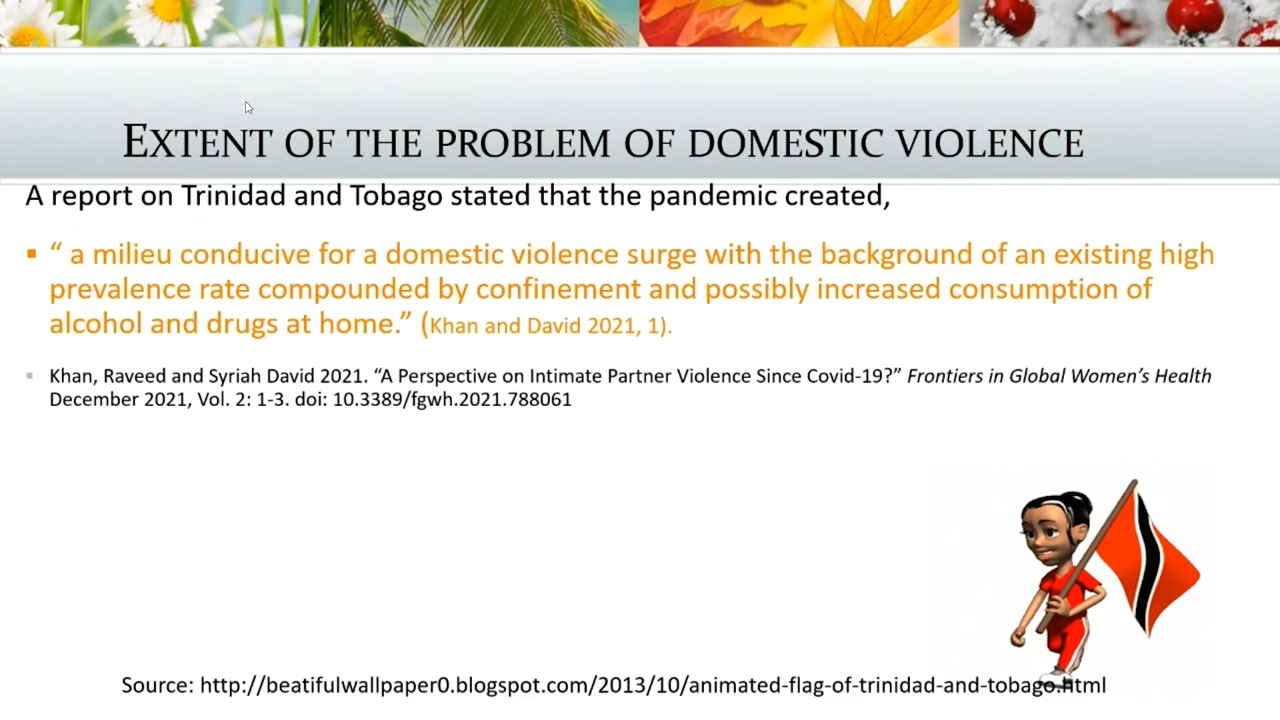 EXTENT OF THE PROBLEM OF DOMESTIC VIOLENCE
A report on Trinidad and Tobago stated that the pandemic created,
▪ “ a milieu conducive for a domestic violence surge with the background of an existing high
prevalence rate compounded by confinement and possibly increased consumption of
alcohol and drugs at home.” (Khan and David 2021, 1).
▪ Khan, Raveed and Syriah David 2021. “A Perspective on Intimate Partner Violence Since Covid-19?” Frontiers in Global Women’s Health
December 2021, Vol. 2: 1-3. doi: 10.3389/fgwh.2021.788061
Source: http://beatifulwallpaper0.blogspot.com/2013/10/animated-flag-of-trinidad-and-tobago.html